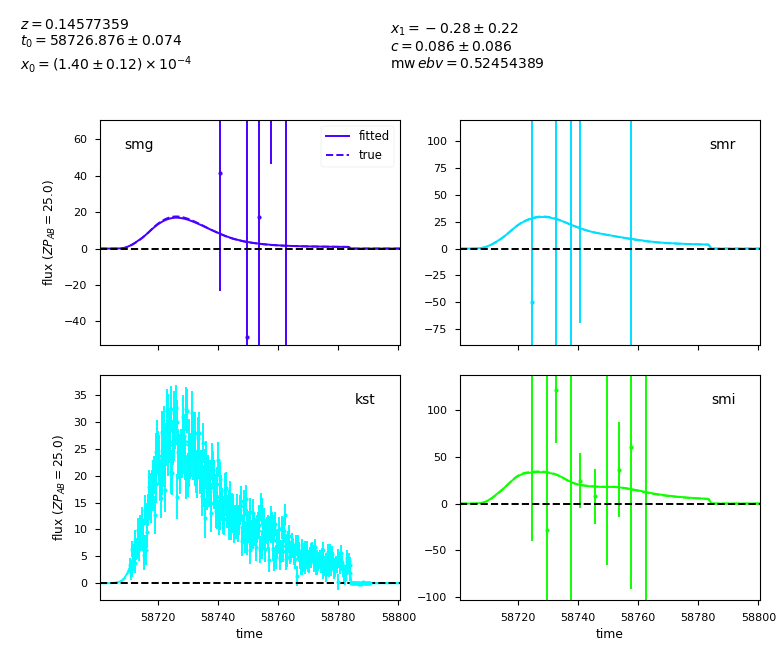 z = 0.14577359
t₀ = 58726.876 ± 0.074
x₀ = (1.40 ± 0.12) × 10⁻⁴
x₁ = −0.28 ± 0.22
c = 0.086 ± 0.086
mw ebv = 0.52454389
smg
fitted
true
60
40
20
0
−20
−40
flux (ZP_AB = 25.0)
smr
100
75
50
25
0
−25
−50
−75
kst
35
30
25
20
15
10
5
0
flux (ZP_AB = 25.0)
58720 58740 58760 58780 58800
time
smi
100
50
0
−50
−100
58720 58740 58760 58780 58800
time